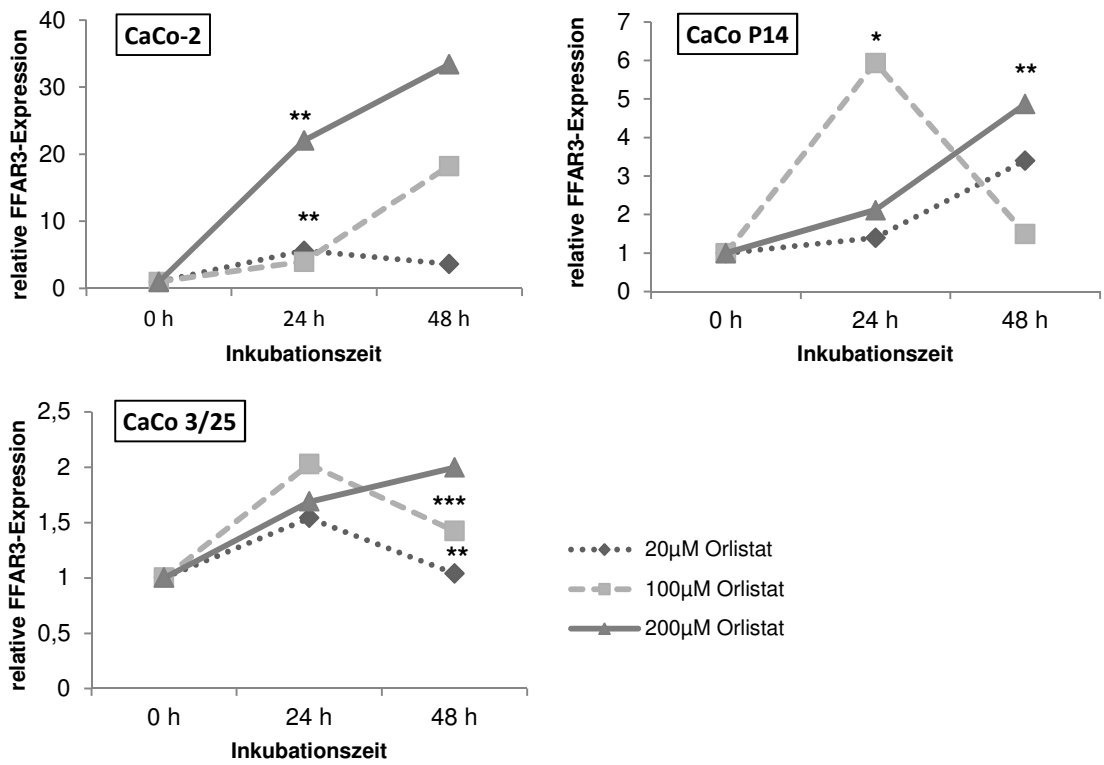 CaCo-2
relative FFAR3-Expression
40
30
20
10
0
**
**
0 h 24 h 48 h
Inkubationszeit
CaCo P14
relative FFAR3-Expression
7
6
5
4
3
2
1
0
*
**
0 h 24 h 48 h
Inkubationszeit
CaCo 3/25
relative FFAR3-Expression
2,5
2
1,5
1
0,5
0
***
**
0 h 24 h 48 h
Inkubationszeit
20µM Orlistat
100µM Orlistat
200µM Orlistat